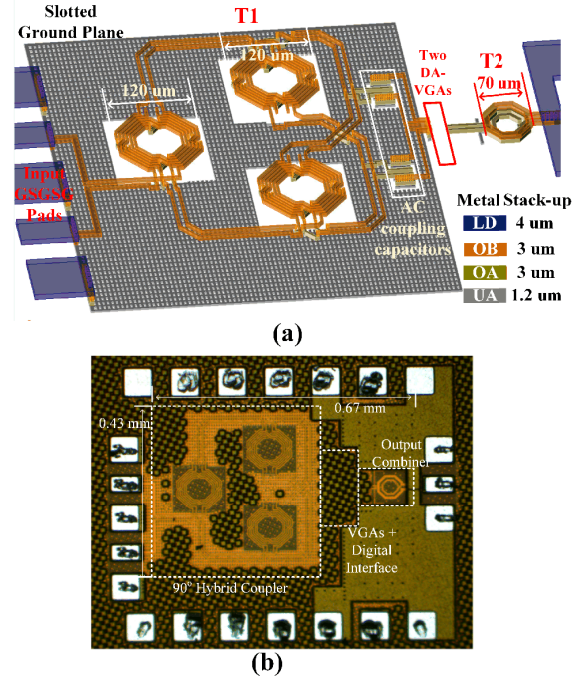 Slotted
Ground Plane
T1
120 um
120 um
Two
DA-
VGAs
T2
70 um
Input
GSGSG
Pads
AC
coupling
capacitors
Metal Stack-up
LD 4 um
OB 3 um
OA 3 um
UA 1.2 um
(a)
0.67 mm
0.43 mm
Output
Combiner
VGAs +
Digital
Interface
90° Hybrid Coupler
(b)